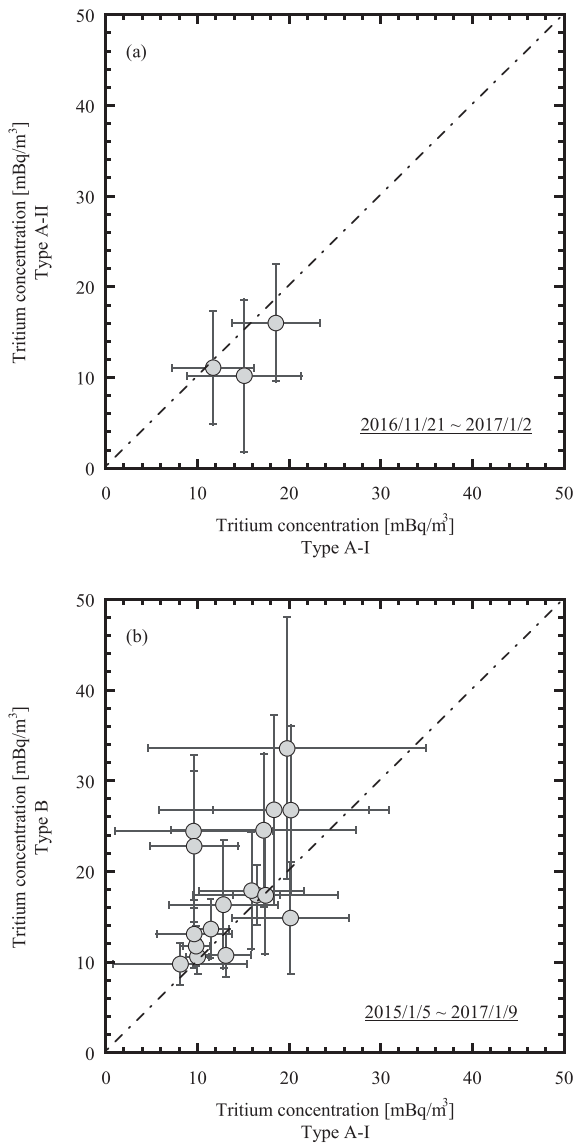 (a)
50
40
30
20
10
0
Tritium concentration [mBq/m³]
Type A-II
2016/11/21 ~ 2017/1/2
0 10 20 30 40 50
Tritium concentration [mBq/m³]
Type A-I
(b)
50
40
30
20
10
0
Tritium concentration [mBq/m³]
Type B
2015/1/5 ~ 2017/1/9
0 10 20 30 40 50
Tritium concentration [mBq/m³]
Type A-I